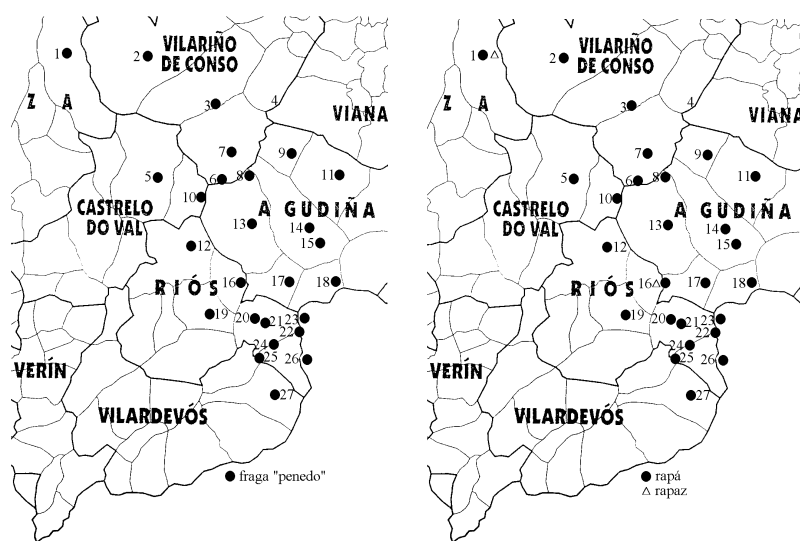 VILARIÑO
DE CONSO
1
2
Z A
3
4
VIANA
7
9
5
6
8
11
10
CASTRELO
DO VAL
A GUDIÑA
13
14
15
12
16
17
18
RIÓS
19
20
21
23
22
24
25
26
VERÍN
27
VILARDEVÓS
fraga "penedo"
VILARIÑO
DE CONSO
1
2
Z A
3
4
VIANA
7
9
5
6
8
11
10
CASTRELO
DO VAL
A GUDIÑA
13
14
15
12
16
17
18
RIÓS
19
20
21
23
22
24
25
26
VERÍN
27
VILARDEVÓS
rapá
rapaz